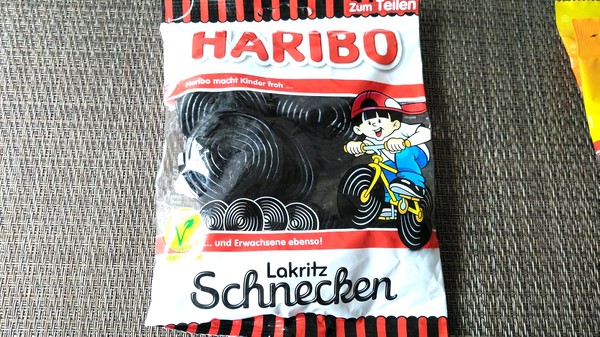 Zum Teilen
HARIBO
Haribo macht Kinder froh ...
... und Erwachsene ebenso!
Lakritz
Schnecken